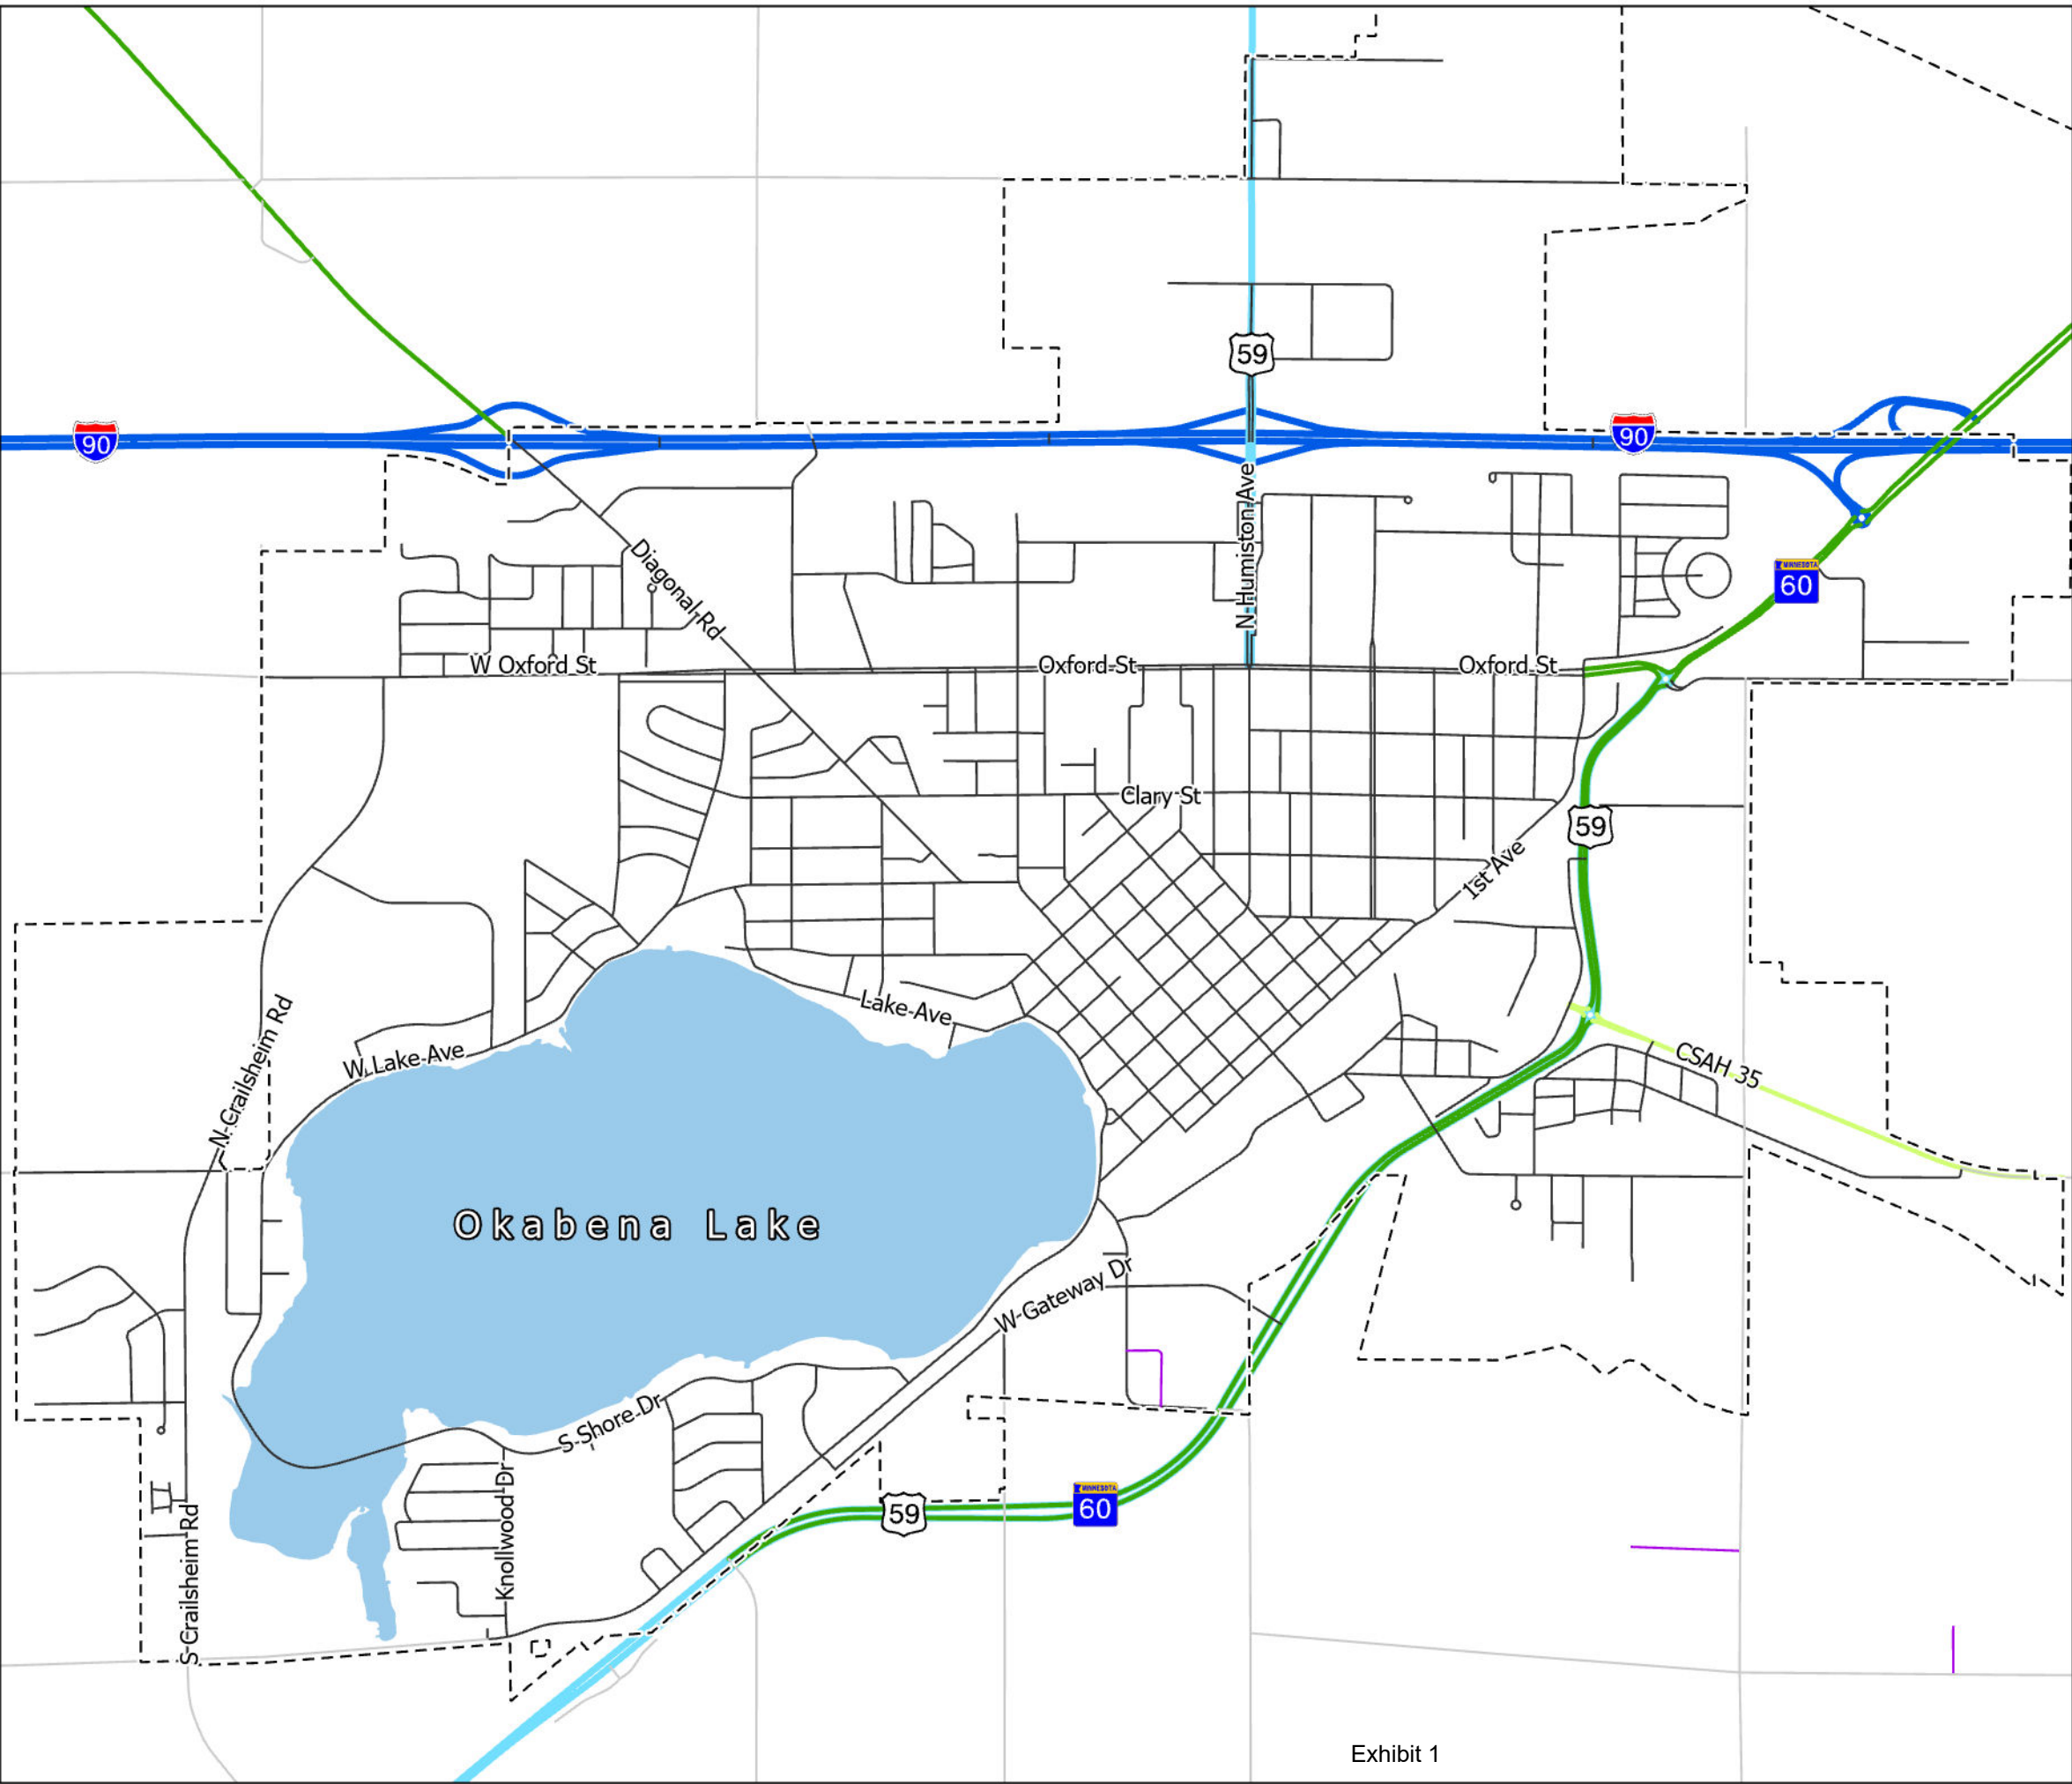 59
90
90
N Humiston Ave
Diagonal Rd
MINNESOTA
60
W Oxford St
Oxford St
Oxford St
Clary St
59
1st Ave
Lake Ave
W Lake Ave
N Crailsheim Rd
CSAH 35
Okabena Lake
W Gateway Dr
S Shore Dr
Knollwood Dr
59
MINNESOTA
60
S Crailsheim Rd
Exhibit 1